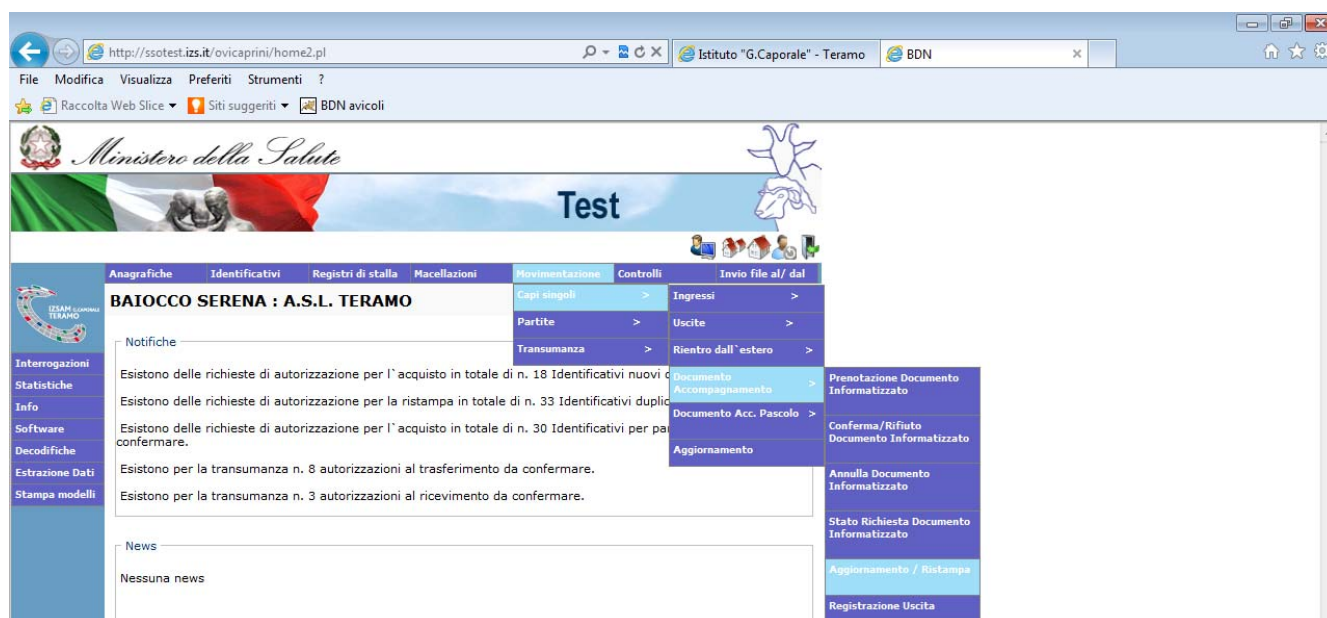 http://ssotest.izs.it/ovicaprini/home2.pl
Istituto "G.Caporale" - Teramo
BDN
File Modifica Visualizza Preferiti Strumenti ?
Raccolta Web Slice
Siti suggeriti
BDN avicoli
Ministero della Salute
Test
Anagrafiche Identificativi Registri di stalla Macellazioni Movimentazione Controlli Invio file al/ dal
IZSAM G.CAPORALE
TERAMO
BAIOCCO SERENA : A.S.L. TERAMO
Interrogazioni
Statistiche
Info
Software
Decodifiche
Estrazione Dati
Stampa modelli
Notifiche
Esistono delle richieste di autorizzazione per l`acquisto in totale di n. 18 Identificativi nuovi
Esistono delle richieste di autorizzazione per la ristampa in totale di n. 33 Identificativi duplic
Esistono delle richieste di autorizzazione per l`acquisto in totale di n. 30 Identificativi per
confermare.
Esistono per la transumanza n. 8 autorizzazioni al trasferimento da confermare.
Esistono per la transumanza n. 3 autorizzazioni al ricevimento da confermare.
News
Nessuna news
Capi singoli >
Partite >
Transumanza >
Ingressi >
Uscite >
Rientro dall`estero >
Documento
Accompagnamento >
Documento Acc. Pascolo >
Aggiornamento
Prenotazione Documento
Informatizzato
Conferma/Rifiuto
Documento Informatizzato
Annulla Documento
Informatizzato
Stato Richiesta Documento
Informatizzato
Aggiornamento / Ristampa
Registrazione Uscita